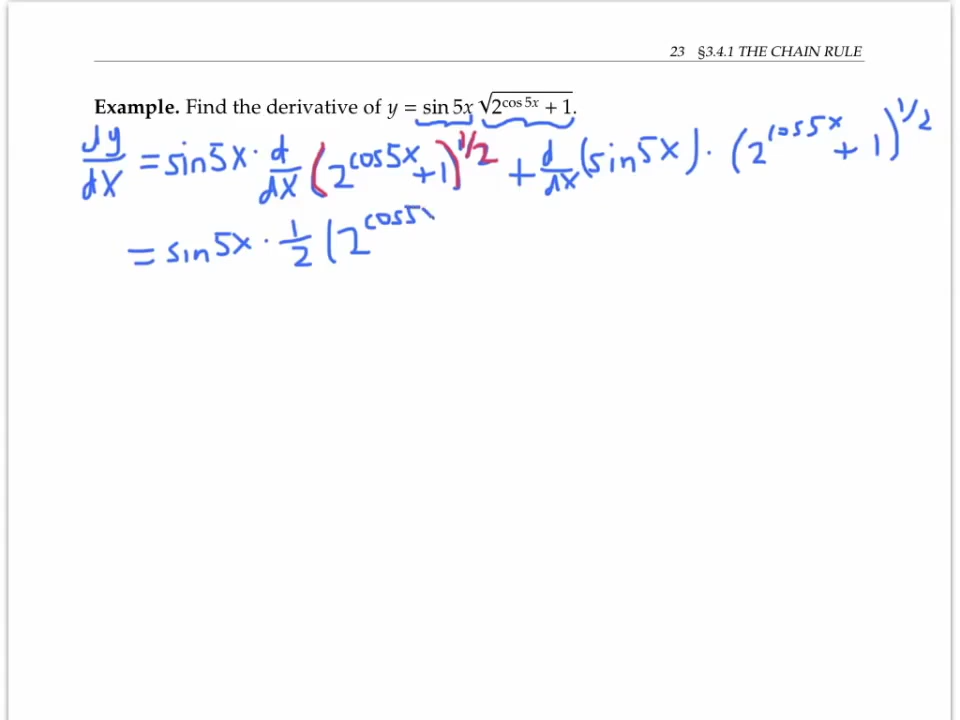 23 §3.4.1 THE CHAIN RULE
Example. Find the derivative of y = sin 5x √(2^{cos 5x} + 1).
dy/dx = sin5x · d/dx (2^{cos5x} + 1)^{1/2} + d/dx (sin5x) · (2^{cos5x} + 1)^{1/2}
= sin5x · 1/2 (2^{cos5x